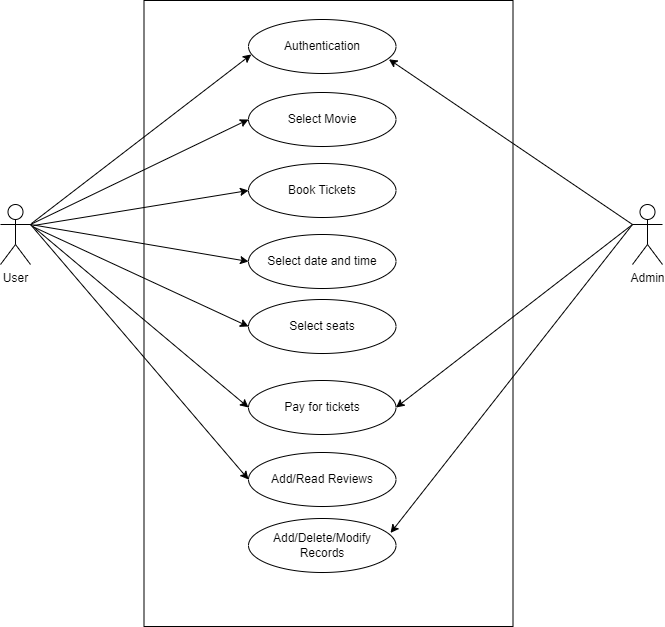 Authentication
Select Movie
Book Tickets
Select date and time
User
Admin
Select seats
Pay for tickets
Add/Read Reviews
Add/Delete/Modify
Records